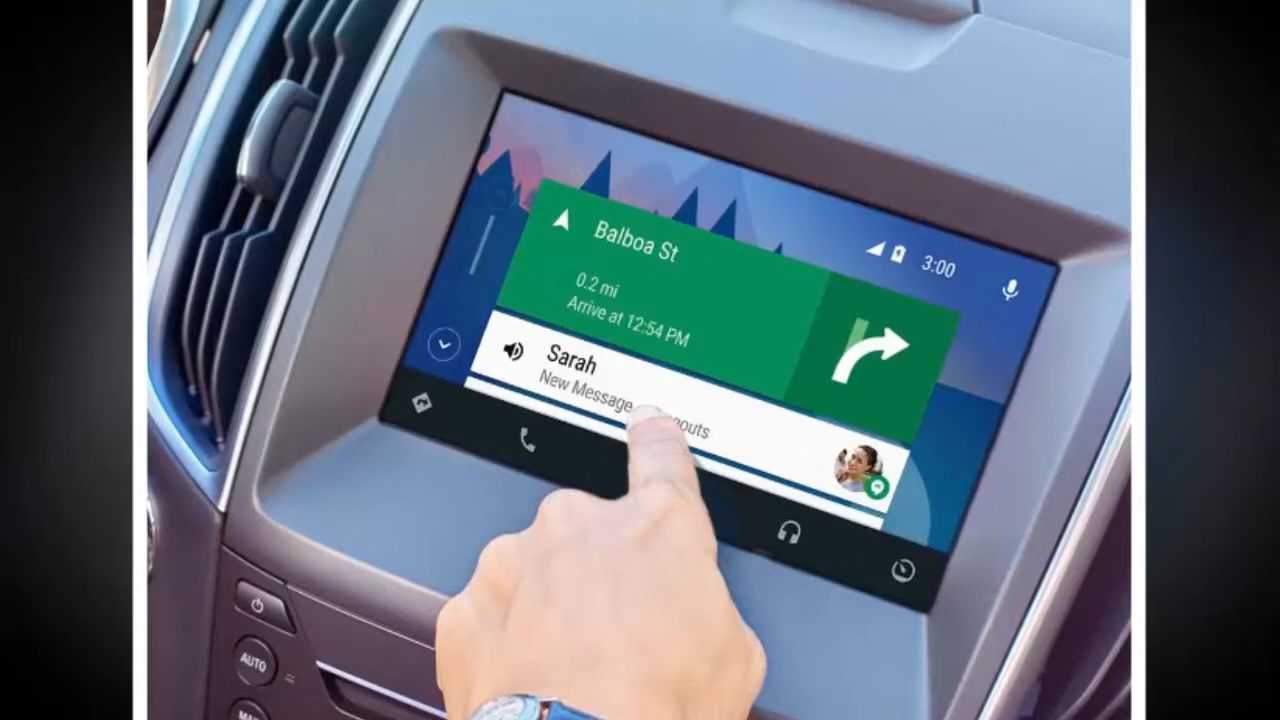 3:00
Balboa St
0.2 mi
Arrive at 12:54 PM
Sarah
New Message
AUTO